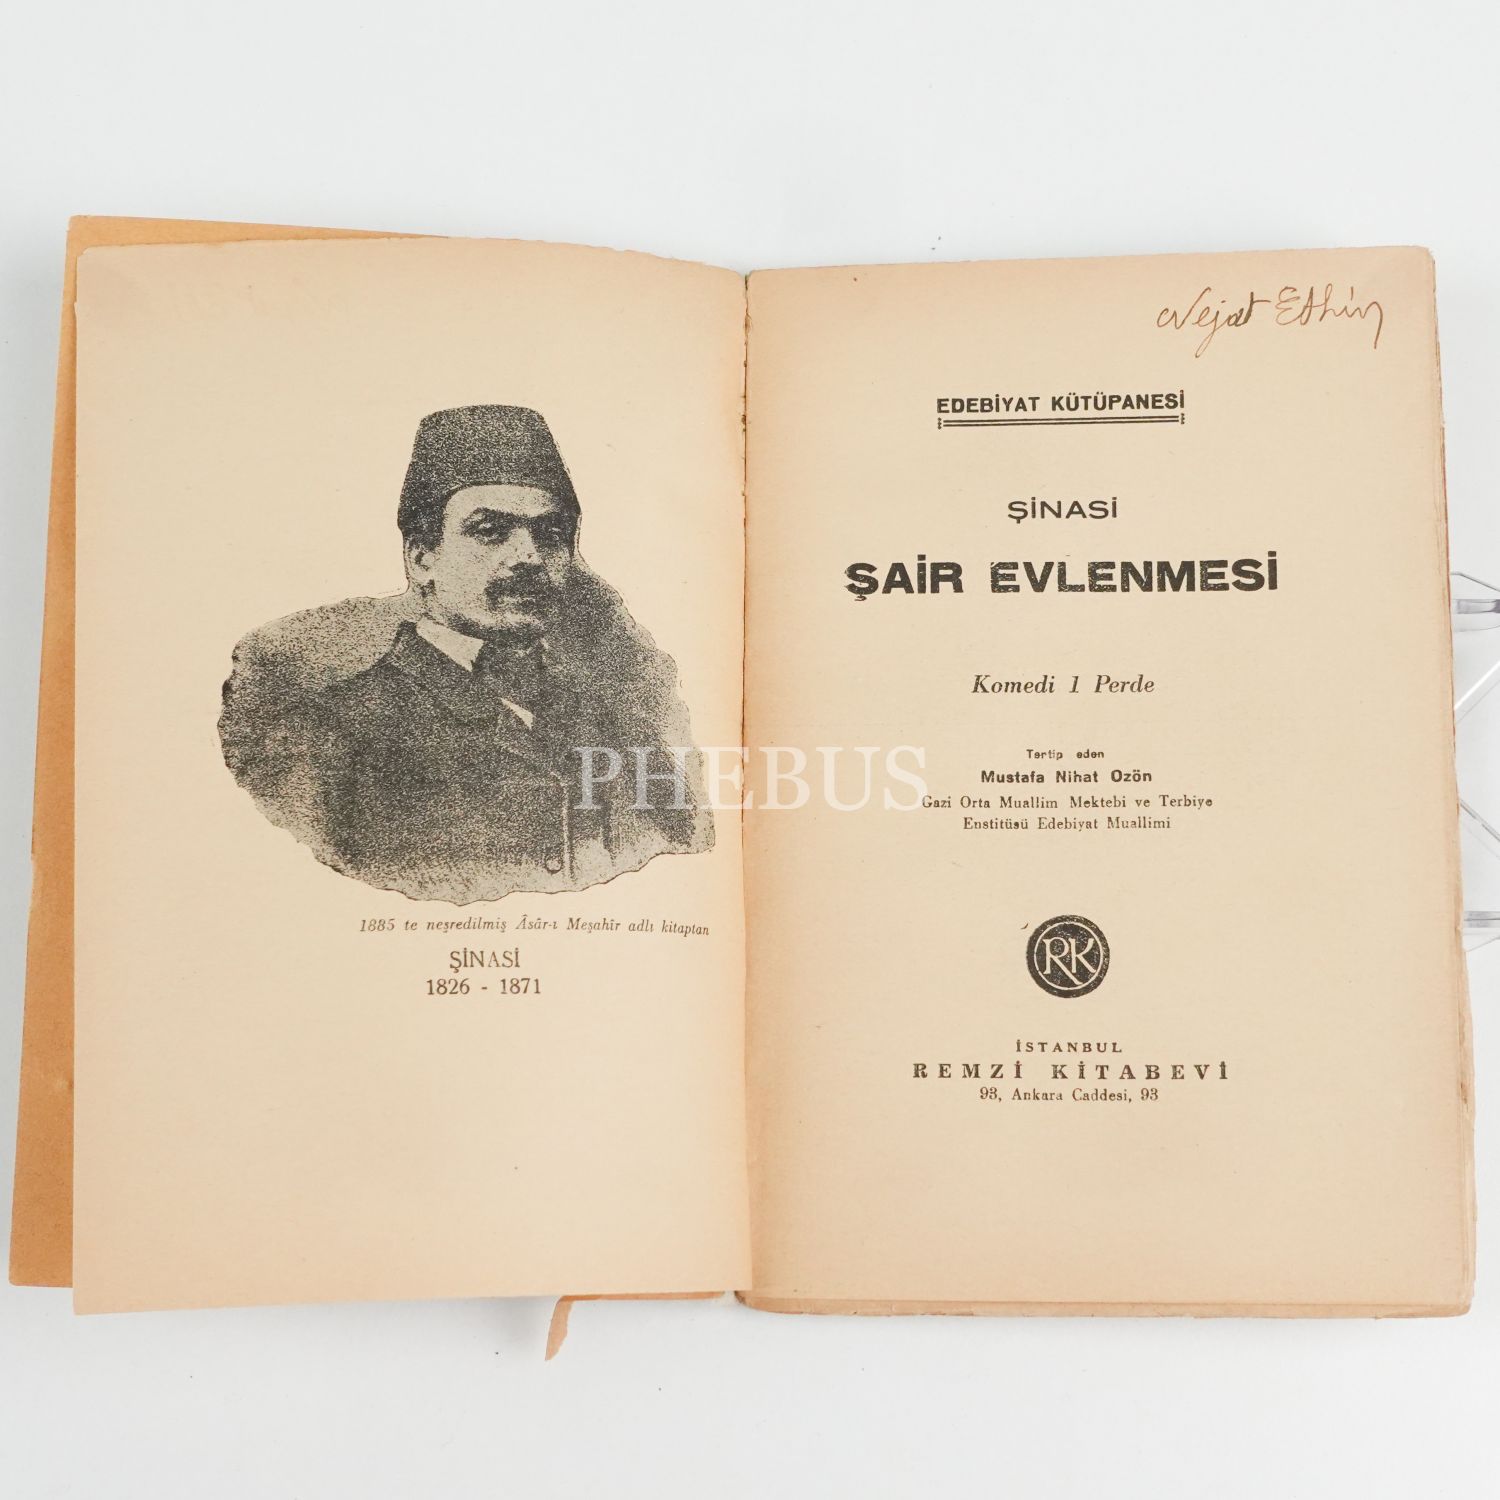 1885 te neşredilmiş Âsâr-ı Meşahîr adlı kitaptan
ŞİNASİ
1826 - 1871
Nejat Ethin
EDEBİYAT KÜTÜPANESİ
ŞİNASİ
ŞAİR EVLENMESİ
Komedi 1 Perde
Tertip eden
Mustafa Nihat Ozön
Gazi Orta Muallim Mektebi ve Terbiye
Enstitüsü Edebiyat Muallimi
RK
İSTANBUL
REMZİ KİTABEVİ
93, Ankara Caddesi, 93
PHEBUS